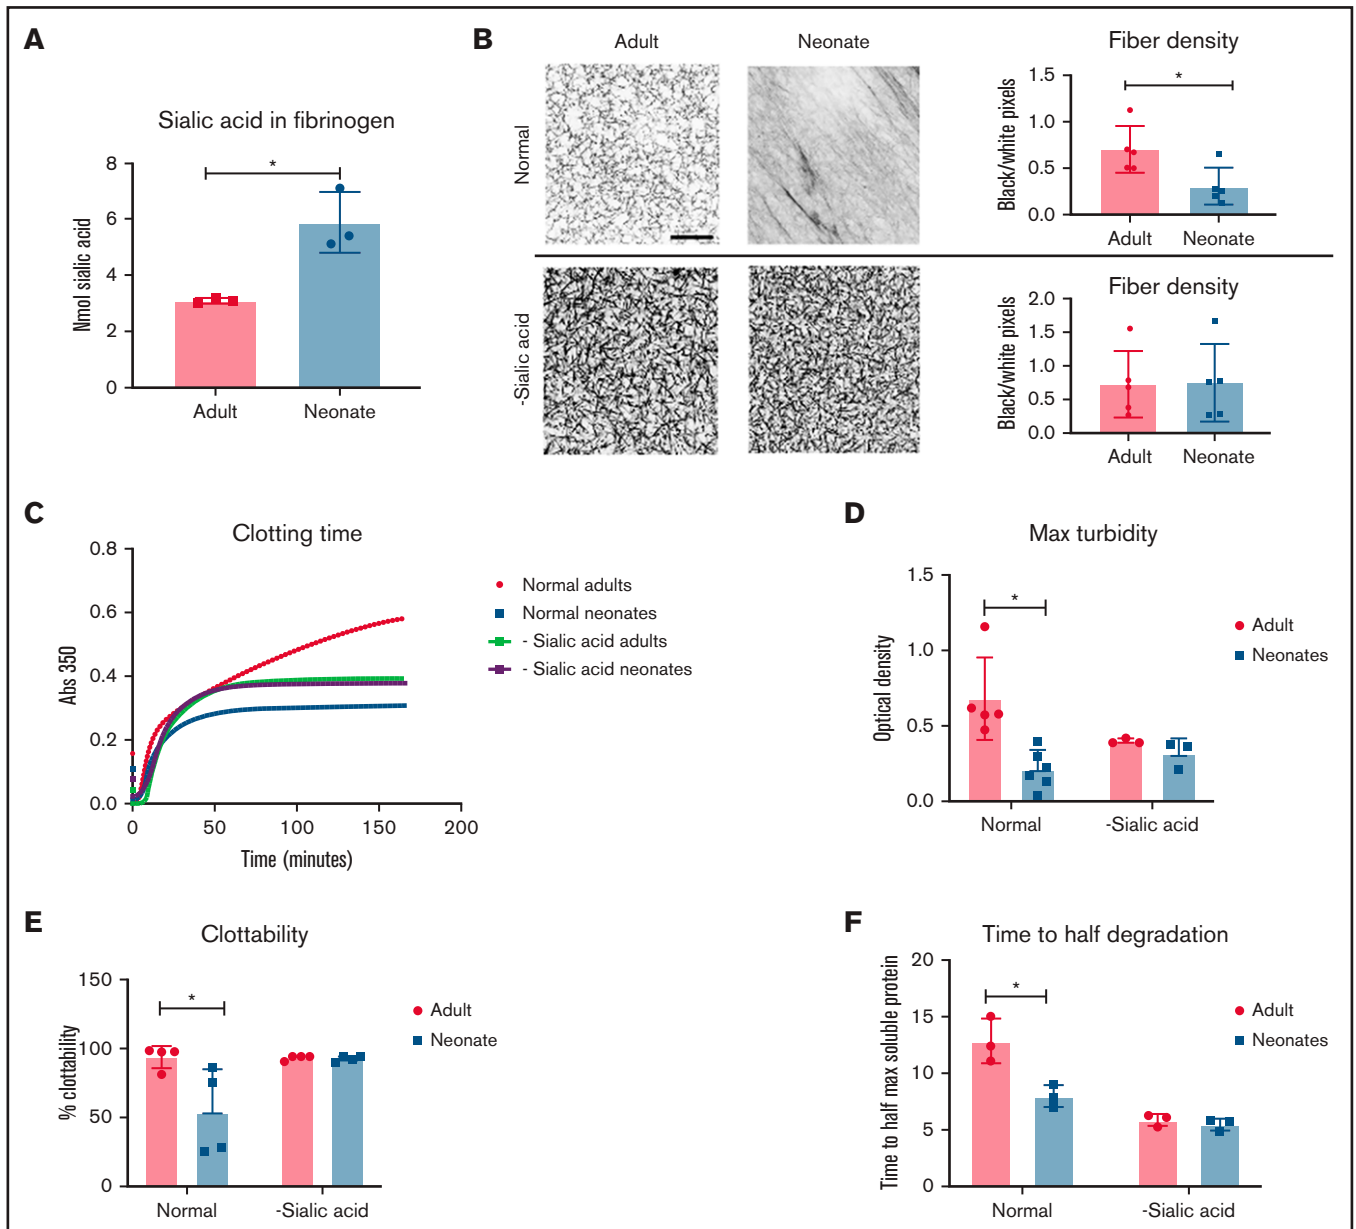 A
Sialic acid in fibrinogen
Nmol sialic acid
8
6
4
2
0
*
Adult
Neonate
B
Adult
Neonate
Normal
-Sialic acid
Fiber density
Black/white pixels
1.5
1.0
0.5
0.0
*
Adult
Neonate
Fiber density
Black/white pixels
2.0
1.5
1.0
0.5
0.0
Adult
Neonate
C
Clotting time
Abs 350
0.8
0.6
0.4
0.2
0.0
0
50
100
150
200
Time (minutes)
Normal adults
Normal neonates
- Sialic acid adults
- Sialic acid neonates
D
Max turbidity
Optical density
1.5
1.0
0.5
0.0
*
Normal
-Sialic acid
Adult
Neonates
E
Clottability
% clottability
150
100
50
0
*
Normal
-Sialic acid
Adult
Neonate
F
Time to half degradation
Time to half max soluble protein
20
15
10
5
0
*
Normal
-Sialic acid
Adult
Neonates